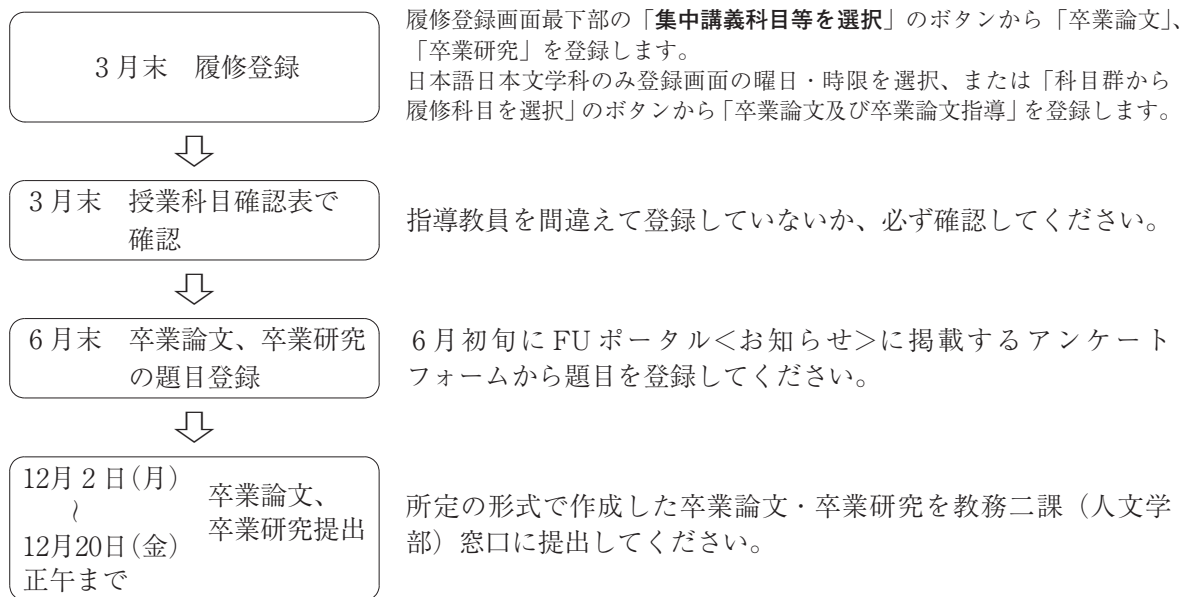 3月末　履修登録
履修登録画面最下部の「集中講義科目等を選択」のボタンから「卒業論文」、
「卒業研究」を登録します。
日本語日本文学科のみ登録画面の曜日・時限を選択、または「科目群から
履修科目を選択」のボタンから「卒業論文及び卒業論文指導」を登録します。
3月末　授業科目確認表で
確認
指導教員を間違えて登録していないか、必ず確認してください。
6月末　卒業論文、卒業研究
の題目登録
6月初旬にFUポータル＜お知らせ＞に掲載するアンケート
フォームから題目を登録してください。
12月2日(月)
〜
12月20日(金)
正午まで
卒業論文、
卒業研究提出
所定の形式で作成した卒業論文・卒業研究を教務二課（人文学
部）窓口に提出してください。